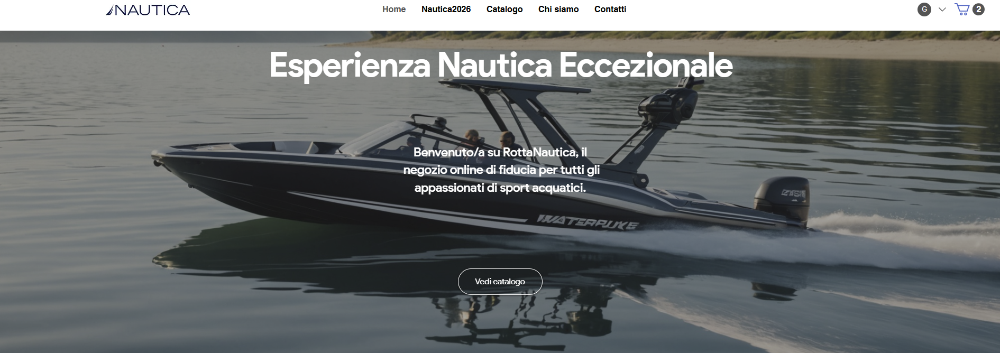 NAUTICA
Home Nautica2026 Catalogo Chi siamo Contatti
G 2
Esperienza Nautica Eccezionale
Benvenuto/a su RottaNautica, il
negozio online di fiducia per tutti gli
appassionati di sport acquatici.
Vedi catalogo